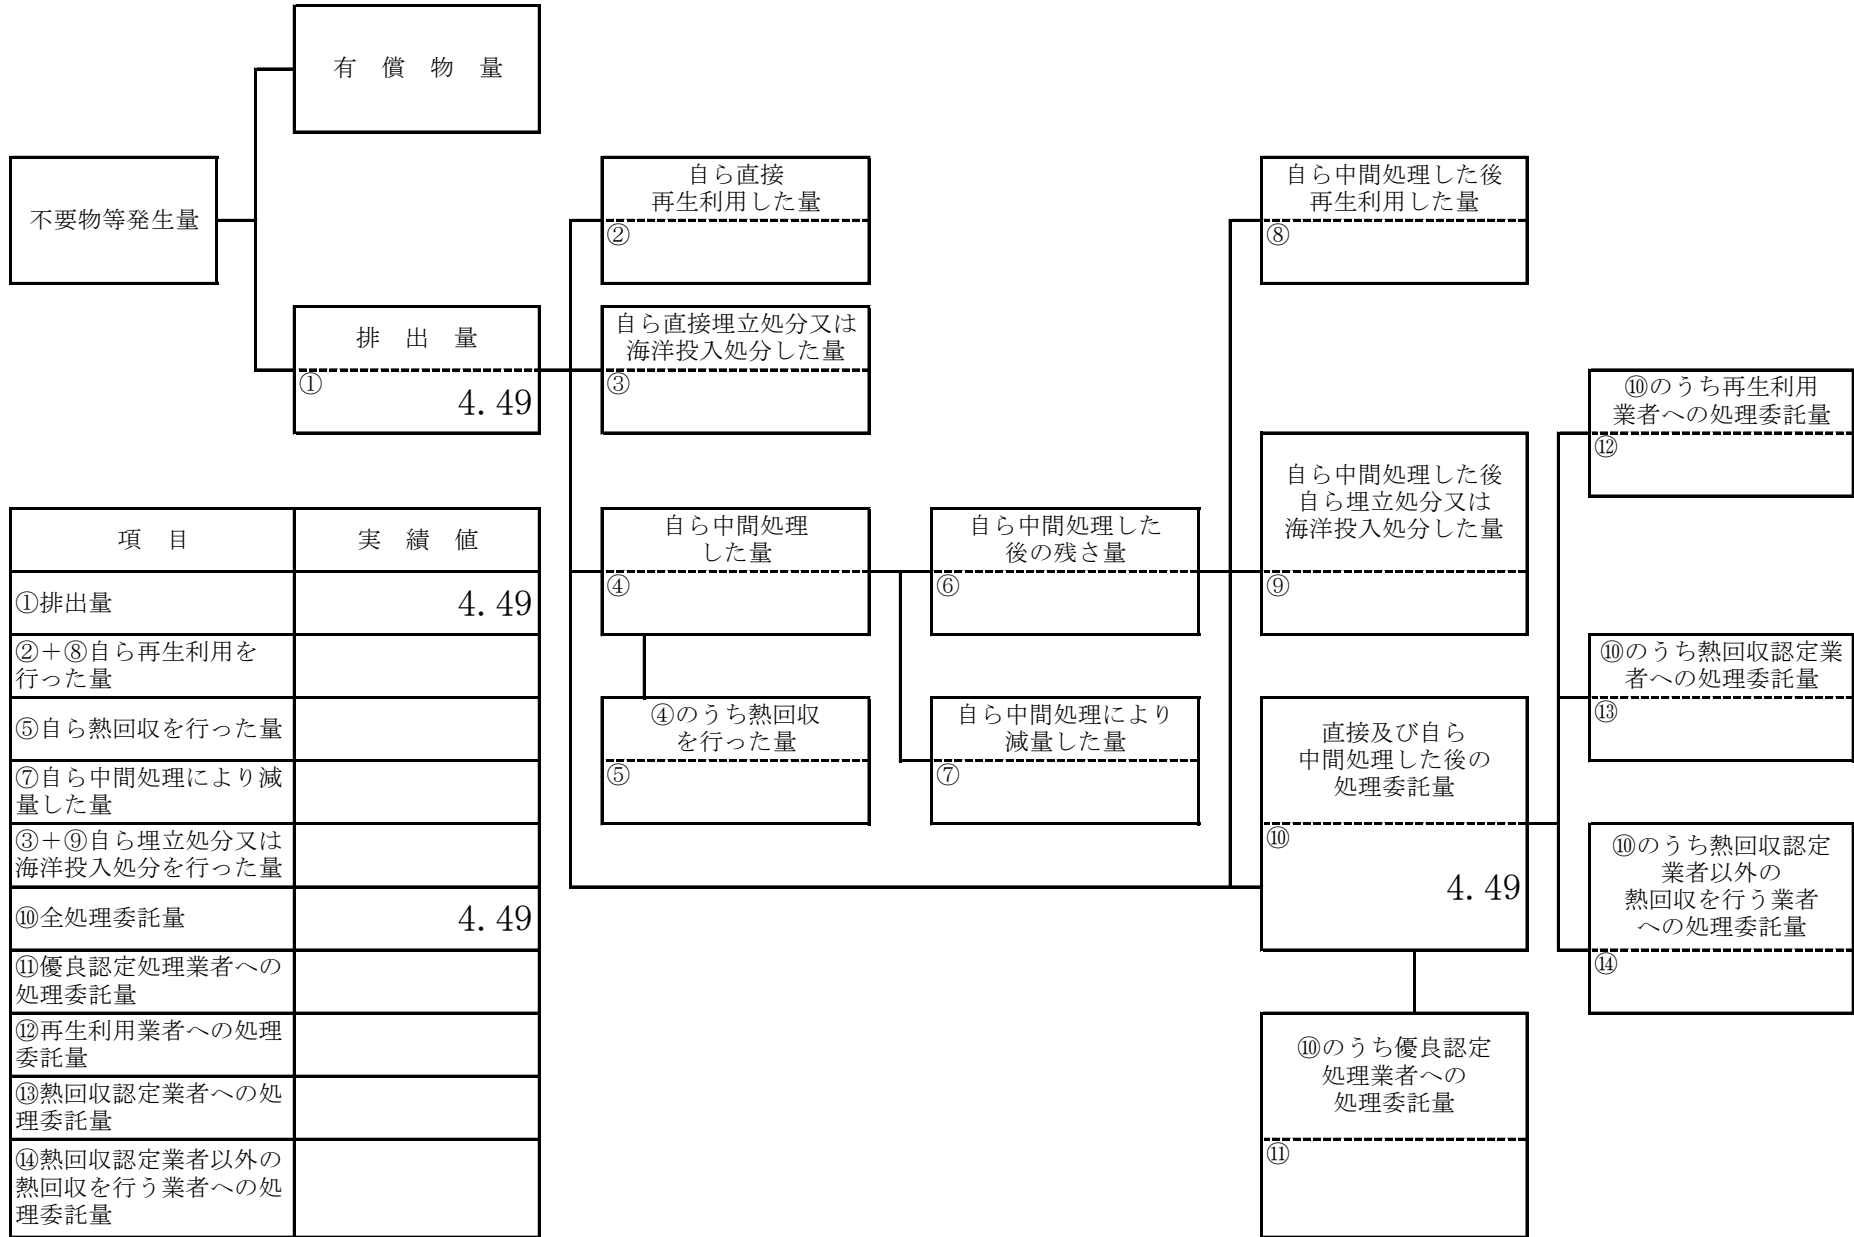 有 償 物 量
不要物等発生量
排 出 量
①
4.49
自ら直接
再生利用した量
②
自ら直接埋立処分又は
海洋投入処分した量
③
自ら中間処理
した量
④
④のうち熱回収
を行った量
⑤
自ら中間処理した
後の残さ量
⑥
自ら中間処理により
減量した量
⑦
自ら中間処理した後
再生利用した量
⑧
自ら中間処理した後
自ら埋立処分又は
海洋投入処分した量
⑨
直接及び自ら
中間処理した後の
処理委託量
⑩
4.49
⑩のうち優良認定
処理業者への
処理委託量
⑪
⑩のうち再生利用
業者への処理委託量
⑫
⑩のうち熱回収認定業
者への処理委託量
⑬
⑩のうち熱回収認定
業者以外の
熱回収を行う業者
への処理委託量
⑭
項 目 実 績 値
①排出量 4.49
②+⑧自ら再生利用を
行った量
⑤自ら熱回収を行った量
⑦自ら中間処理により減
量した量
③+⑨自ら埋立処分又は
海洋投入処分を行った量
⑩全処理委託量 4.49
⑪優良認定処理業者への
処理委託量
⑫再生利用業者への処理
委託量
⑬熱回収認定業者への処
理委託量
⑭熱回収認定業者以外の
熱回収を行う業者への処
理委託量